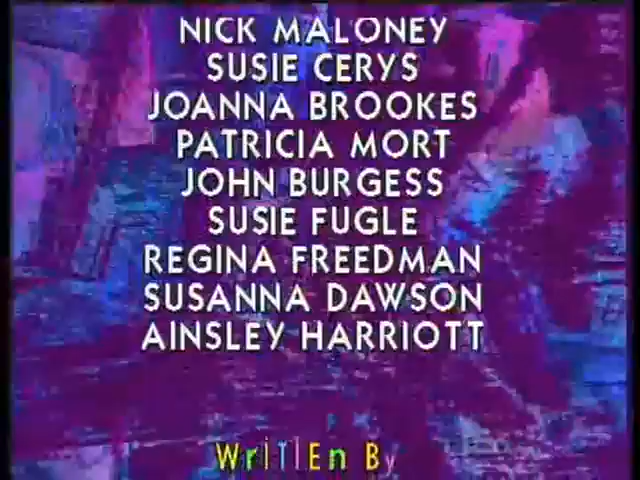 NICK MALONEY
SUSIE CERYS
JOANNA BROOKES
PATRICIA MORT
JOHN BURGESS
SUSIE FUGLE
REGINA FREEDMAN
SUSANNA DAWSON
AINSLEY HARRIOTT
WrITTEn By